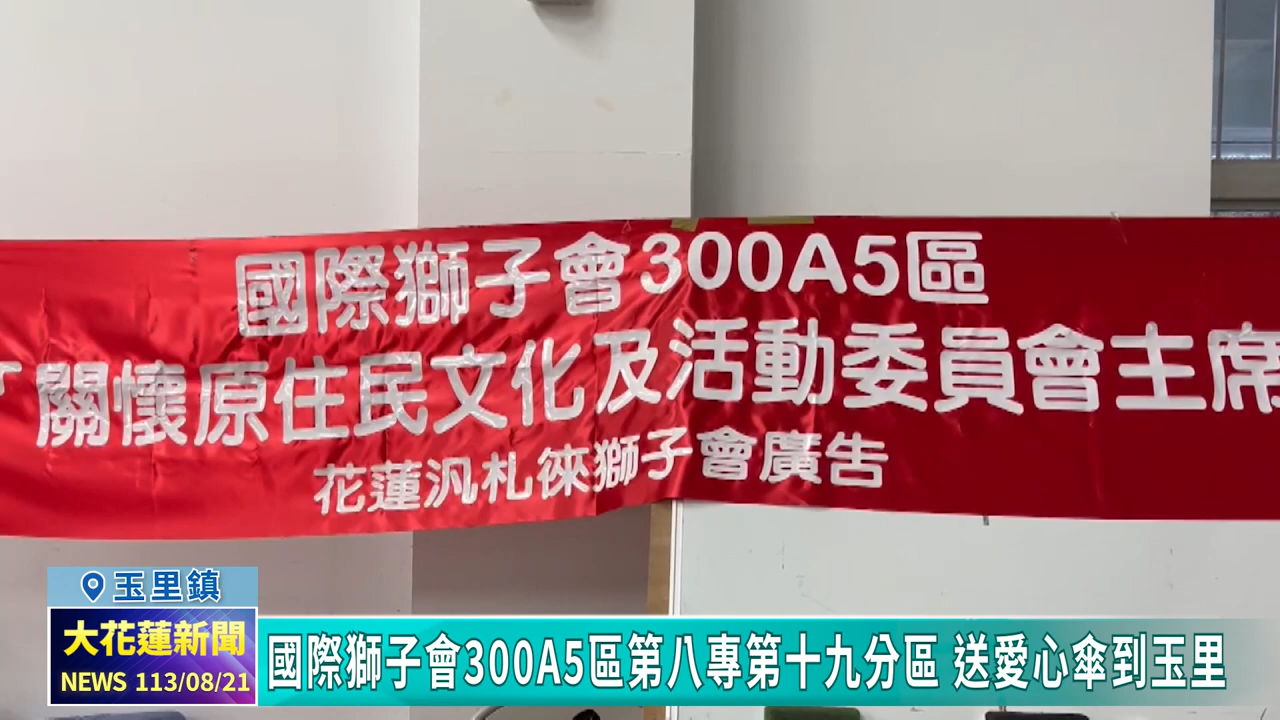 國際獅子會300A5區
「關懷原住民文化及活動委員會主席
花蓮汎札徠獅子會廣告
玉里鎮
大花蓮新聞
NEWS 113/08/21
國際獅子會300A5區第八專第十九分區 送愛心傘到玉里